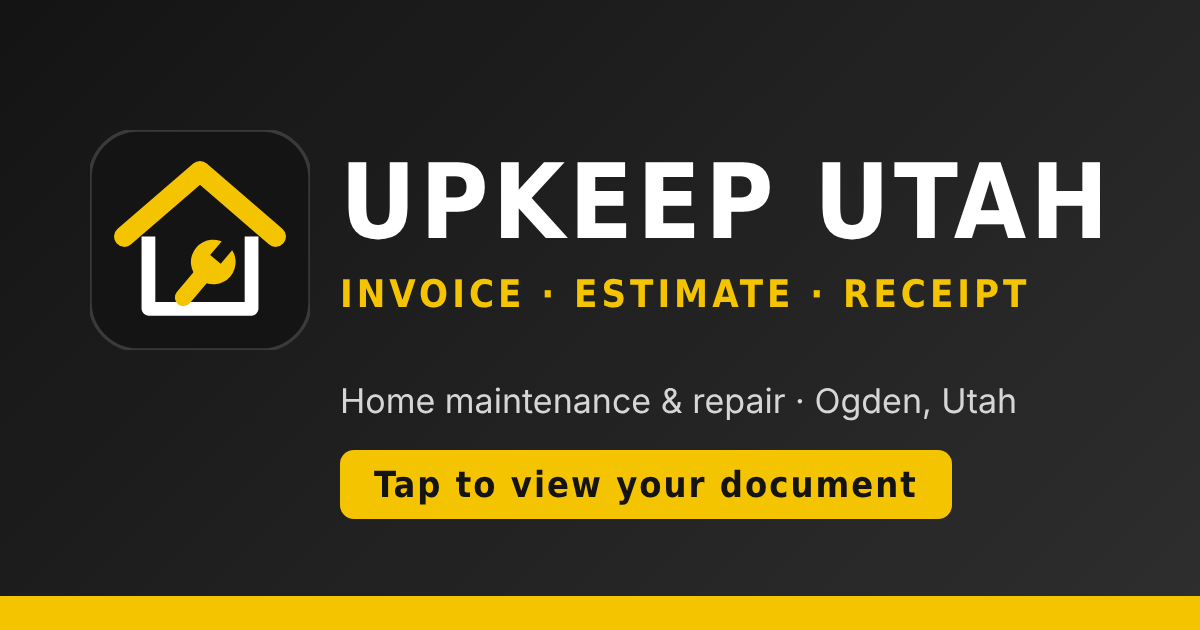 UPKEEP UTAH
INVOICE · ESTIMATE · RECEIPT
Home maintenance & repair · Ogden, Utah
Tap to view your document